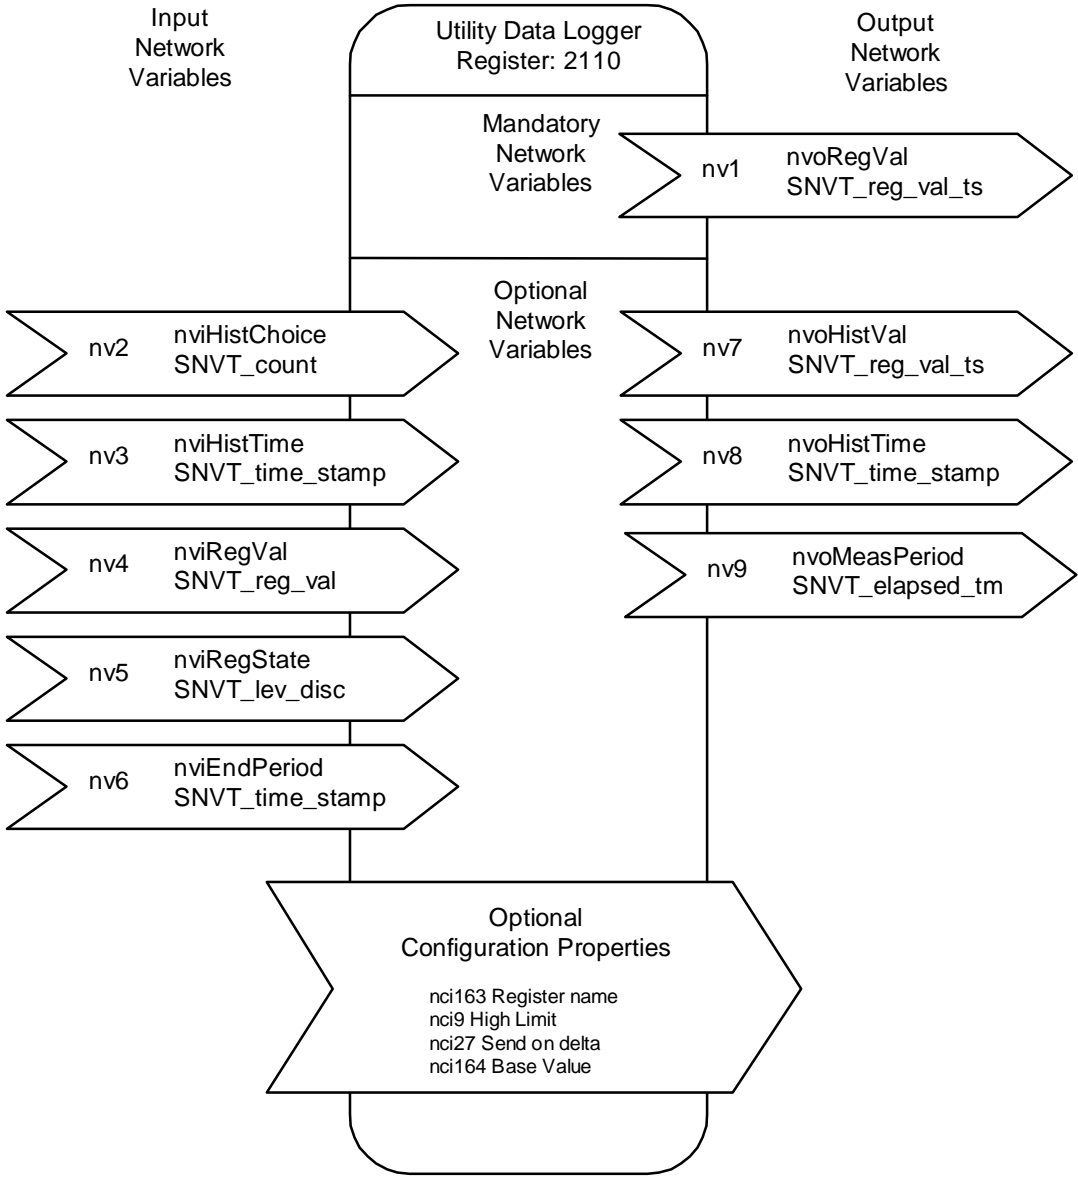 Input
Network
Variables
Utility Data Logger
Register: 2110
Output
Network
Variables
Mandatory
Network
Variables
nv1 nvoRegVal
SNVT_reg_val_ts
Optional
Network
Variables
nv2 nviHistChoice
SNVT_count
nv3 nviHistTime
SNVT_time_stamp
nv4 nviRegVal
SNVT_reg_val
nv5 nviRegState
SNVT_lev_disc
nv6 nviEndPeriod
SNVT_time_stamp
nv7 nvoHistVal
SNVT_reg_val_ts
nv8 nvoHistTime
SNVT_time_stamp
nv9 nvoMeasPeriod
SNVT_elapsed_tm
Optional
Configuration Properties
nci163 Register name
nci9 High Limit
nci27 Send on delta
nci164 Base Value